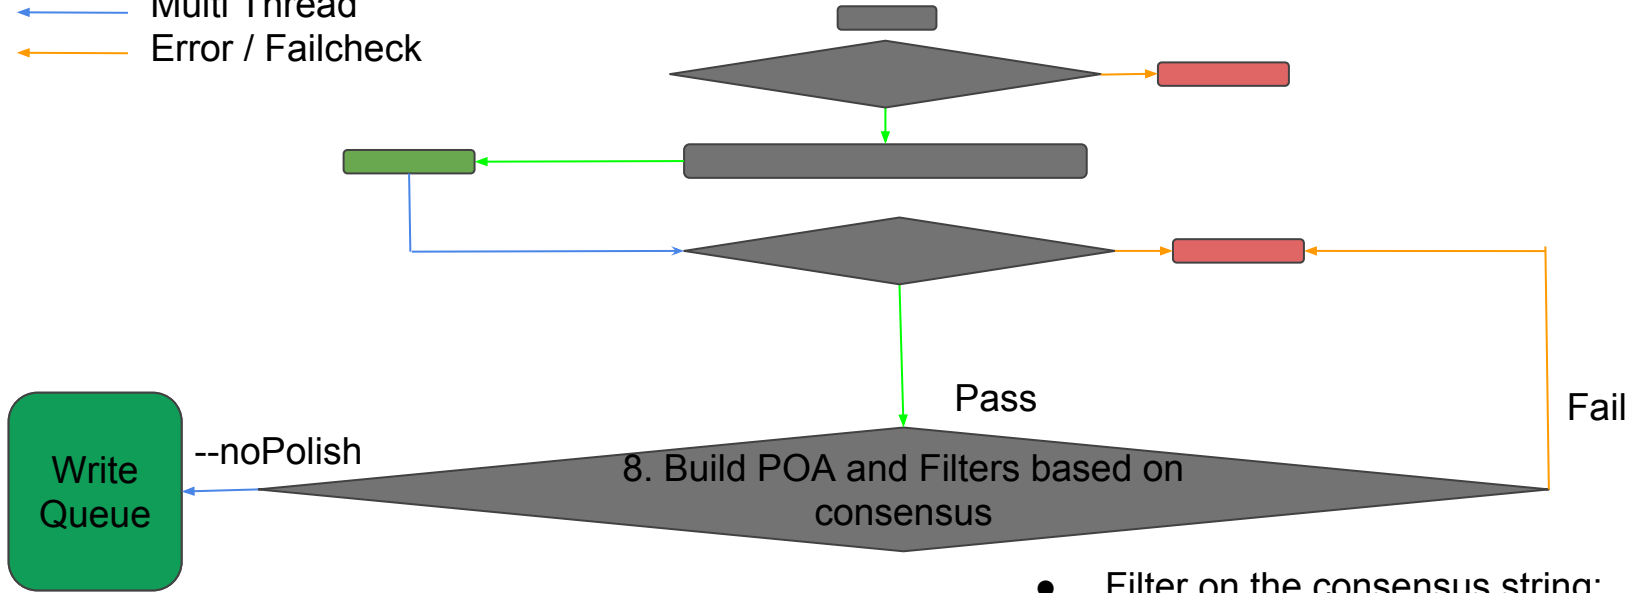 Multi Thread
Error / Failcheck
Pass
Fail
--noPolish
8. Build POA and Filters based on
consensus
Write
Queue
● Filter on the consensus string: